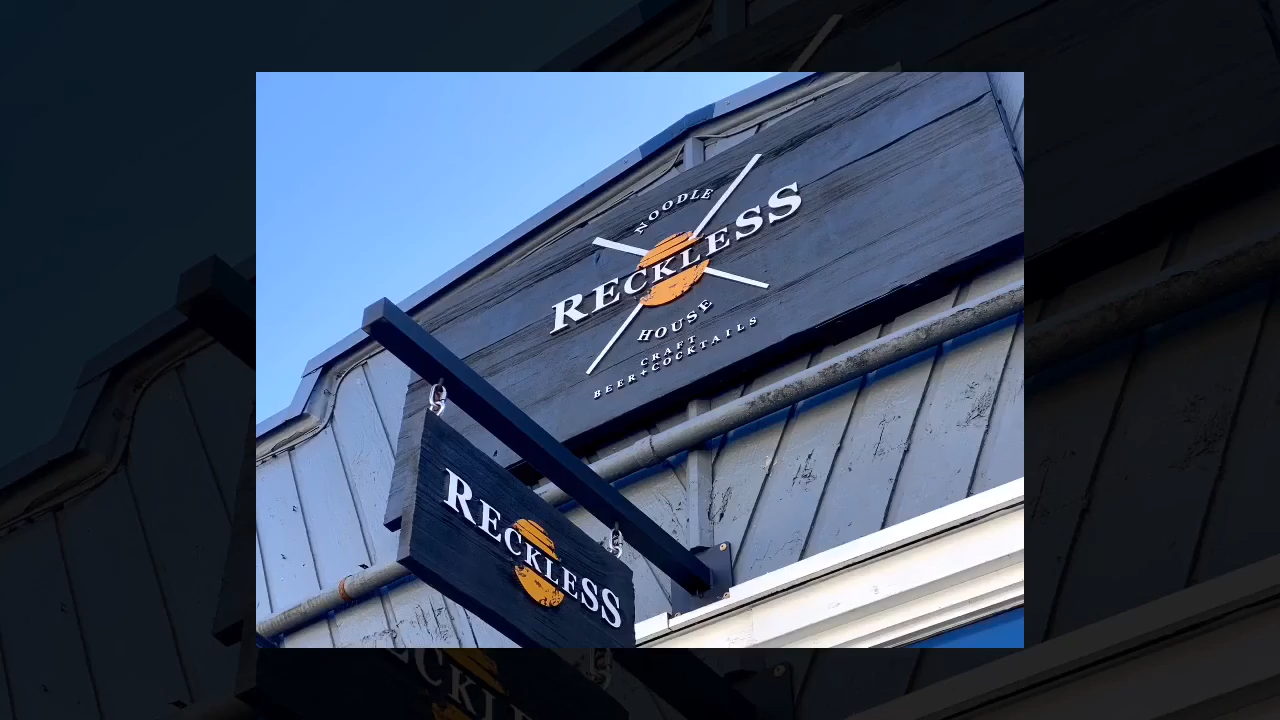 NOODLE
RECKLESS
HOUSE
CRAFT
BEER+COCKTAILS
RECKLESS